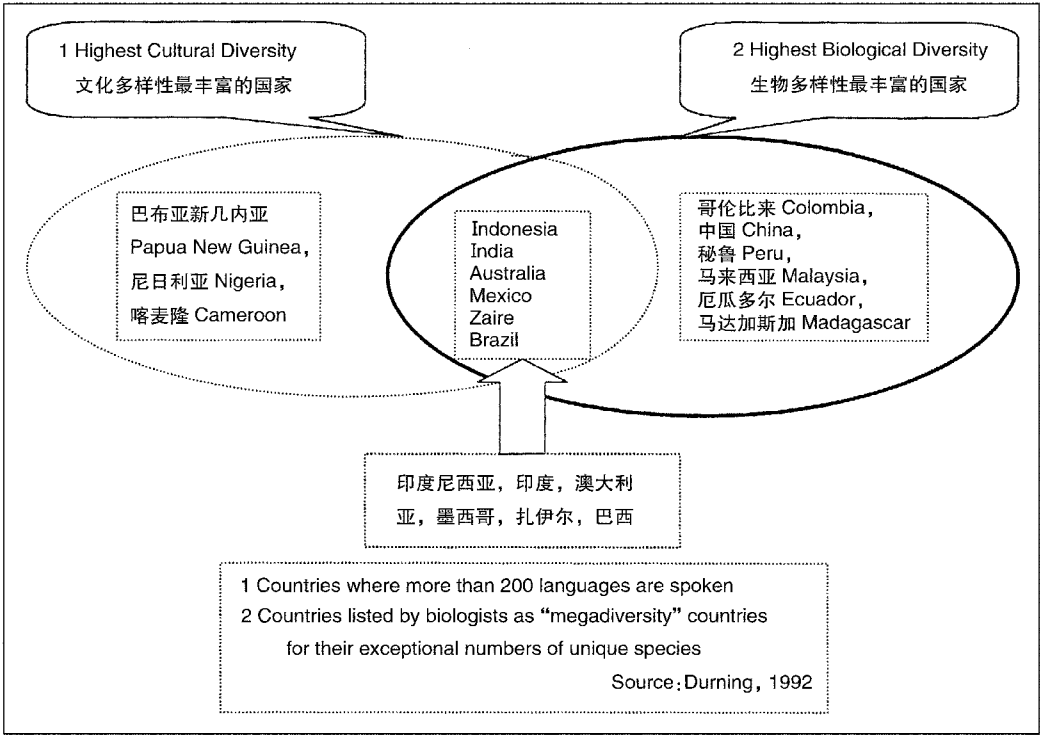 1 Highest Cultural Diversity
文化多样性最丰富的国家
2 Highest Biological Diversity
生物多样性最丰富的国家
巴布亚新几内亚
Papua New Guinea,
尼日利亚 Nigeria,
喀麦隆 Cameroon
Indonesia
India
Australia
Mexico
Zaire
Brazil
哥伦比来 Colombia,
中国 China,
秘鲁 Peru,
马来西亚 Malaysia,
厄瓜多尔 Ecuador,
马达加斯加 Madagascar
印度尼西亚，印度，澳大利
亚，墨西哥，扎伊尔，巴西
1 Countries where more than 200 languages are spoken
2 Countries listed by biologists as “megadiversity” countries
for their exceptional numbers of unique species
Source:Durning, 1992